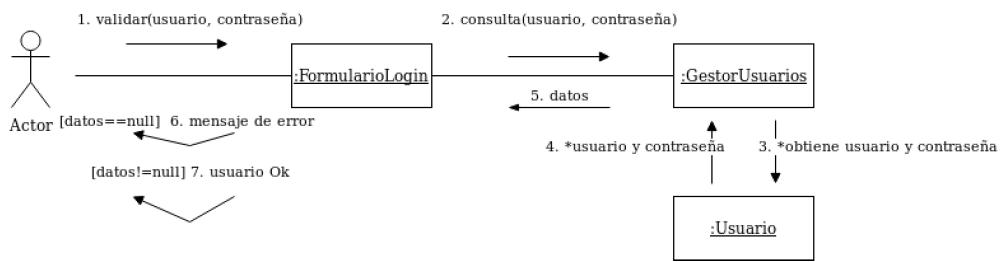 1. validar(usuario, contraseña)
2. consulta(usuario, contraseña)
:FormularioLogin
:GestorUsuarios
5. datos
Actor
[datos==null] 6. mensaje de error
4. *usuario y contraseña
3. *obtiene usuario y contraseña
[datos!=null] 7. usuario Ok
:Usuario